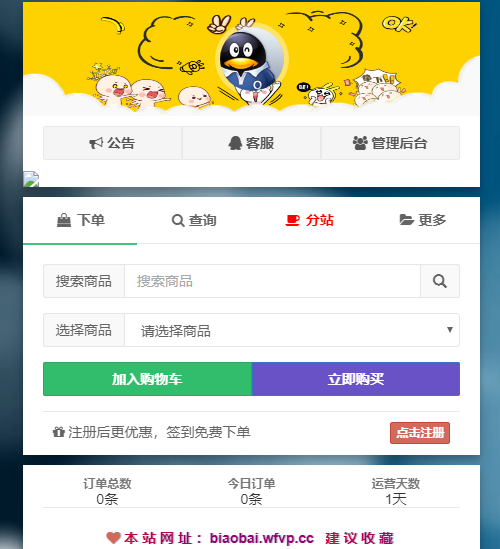 OK
公告 客服 管理后台
下单 查询 分站 更多
搜索商品 搜索商品
选择商品 请选择商品
加入购物车 立即购买
注册后更优惠，签到免费下单 点击注册
订单总数 今日订单 运营天数
0条 0条 1天
本站网址：biaobai.wfvp.cc 建议收藏